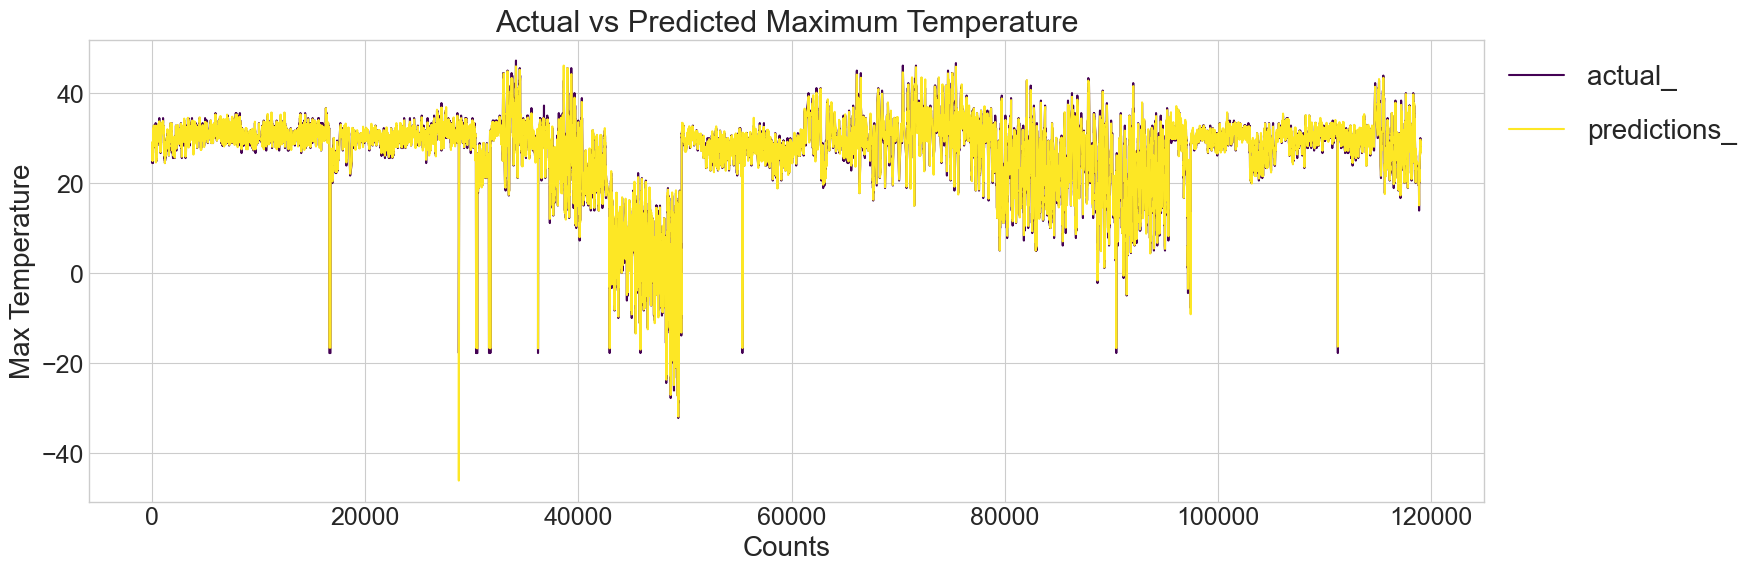 Actual vs Predicted Maximum Temperature
actual_
predictions_
Max Temperature
40
20
0
−20
−40
0 20000 40000 60000 80000 100000 120000
Counts